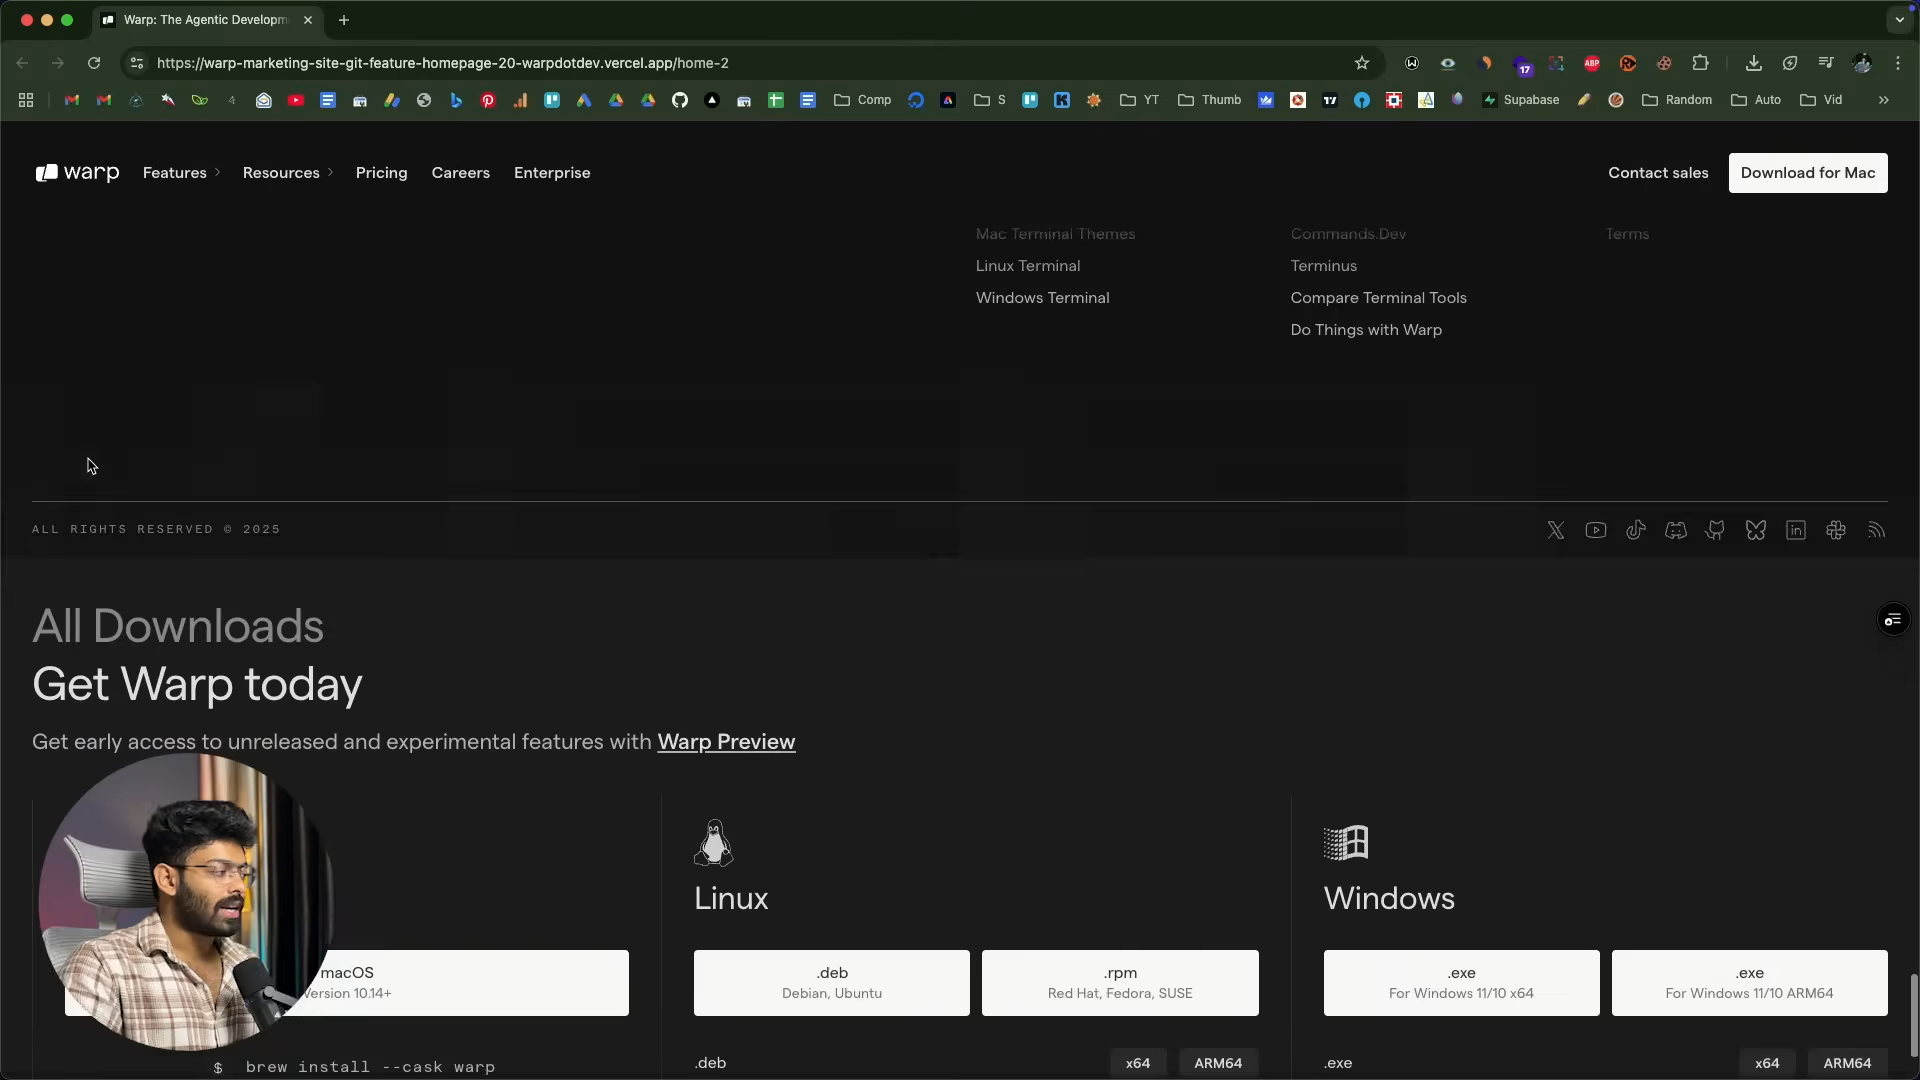 Warp: The Agentic Developm
https://warp-marketing-site-git-feature-homepage-20-warpdotdev.vercel.app/home-2
17
ABP
Comp
S
YT
Thumb
Supabase
Random
Auto
Vid
warp
Features
Resources
Pricing
Careers
Enterprise
Contact sales
Download for Mac
Mac Terminal Themes
Linux Terminal
Windows Terminal
Commands.Dev
Terminus
Compare Terminal Tools
Do Things with Warp
Terms
ALL RIGHTS RESERVED © 2025
All Downloads
Get Warp today
Get early access to unreleased and experimental features with Warp Preview
macOS
Version 10.14+
$ brew install --cask warp
Linux
.deb
Debian, Ubuntu
.rpm
Red Hat, Fedora, SUSE
.deb
x64
ARM64
Windows
.exe
For Windows 11/10 x64
.exe
For Windows 11/10 ARM64
.exe
x64
ARM64